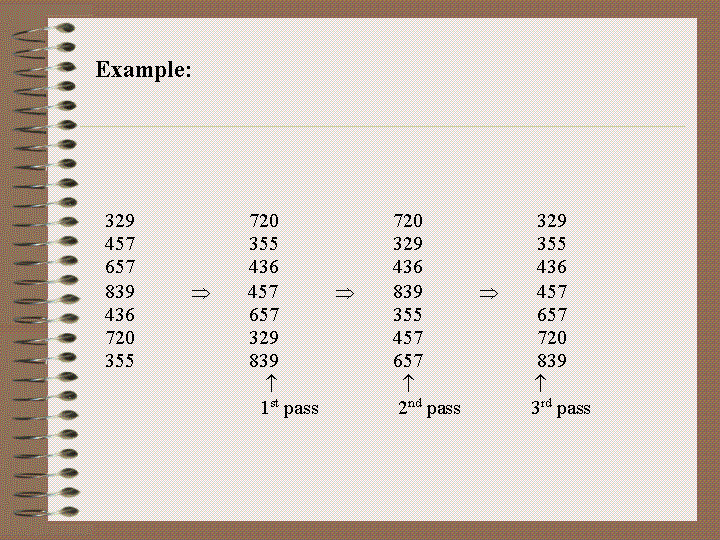 Example:
329 720 720 329
457 355 329 355
657 436 436 436
839 ⇒ 457 ⇒ 839 ⇒ 457
436 657 355 657
720 329 457 720
355 839 657 839
↑ ↑ ↑
1st pass 2nd pass 3rd pass